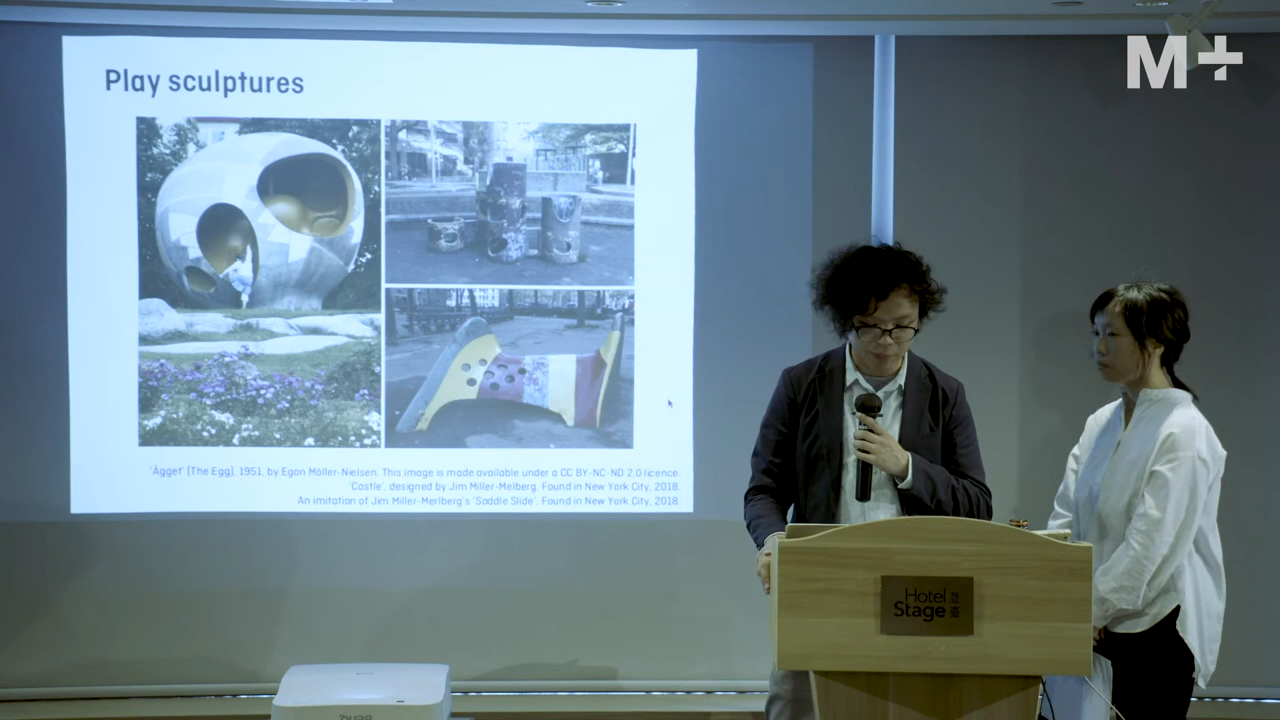 Play sculptures
M+
'Ägget' (The Egg), 1951, by Egon Möller-Nielsen. This image is made available under a CC BY-NC-ND 2.0 licence.
'Castle', designed by Jim Miller-Melberg. Found in New York City, 2018.
An imitation of Jim Miller-Merlberg's 'Saddle Slide'. Found in New York City, 2018.
Hotel
Stage
BenQ